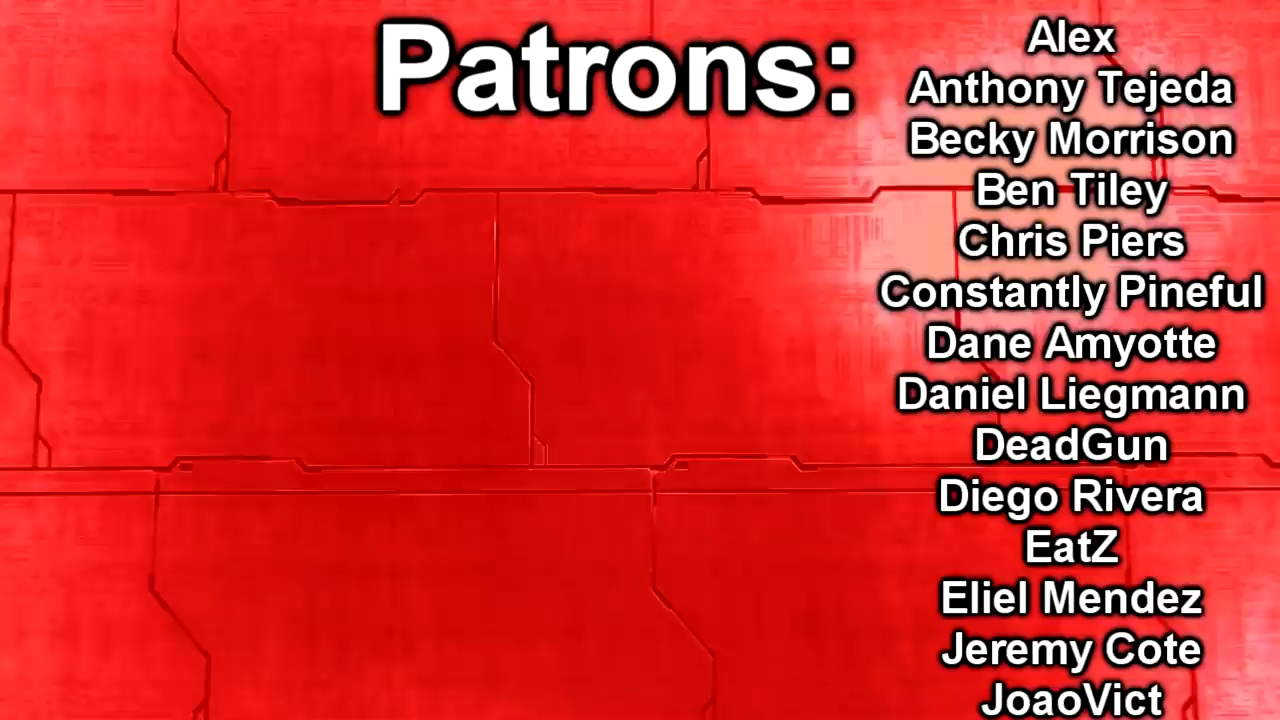 Patrons:
Alex
Anthony Tejeda
Becky Morrison
Ben Tiley
Chris Piers
Constantly Pineful
Dane Amyotte
Daniel Liegmann
DeadGun
Diego Rivera
EatZ
Eliel Mendez
Jeremy Cote
JoaoVict